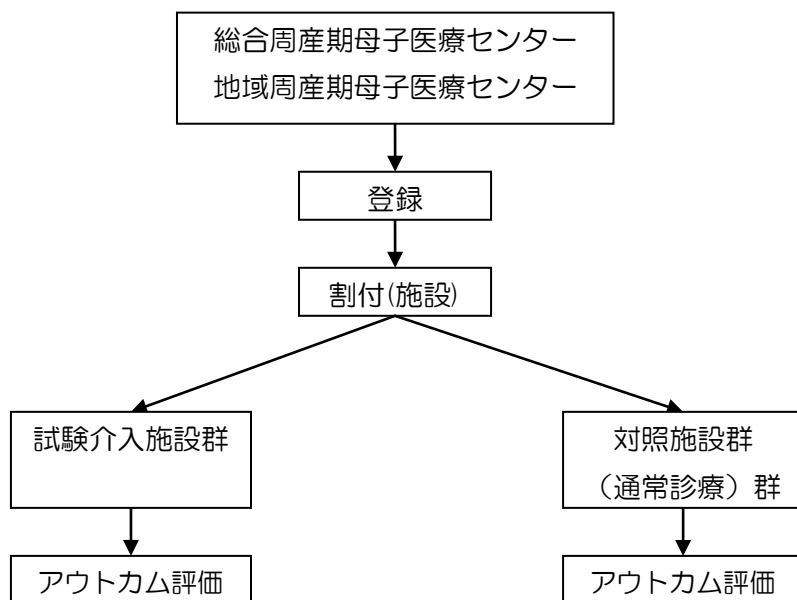 総合周産期母子医療センター
地域周産期母子医療センター
登録
割付(施設)
試験介入施設群
対照施設群
（通常診療）群
アウトカム評価
アウトカム評価